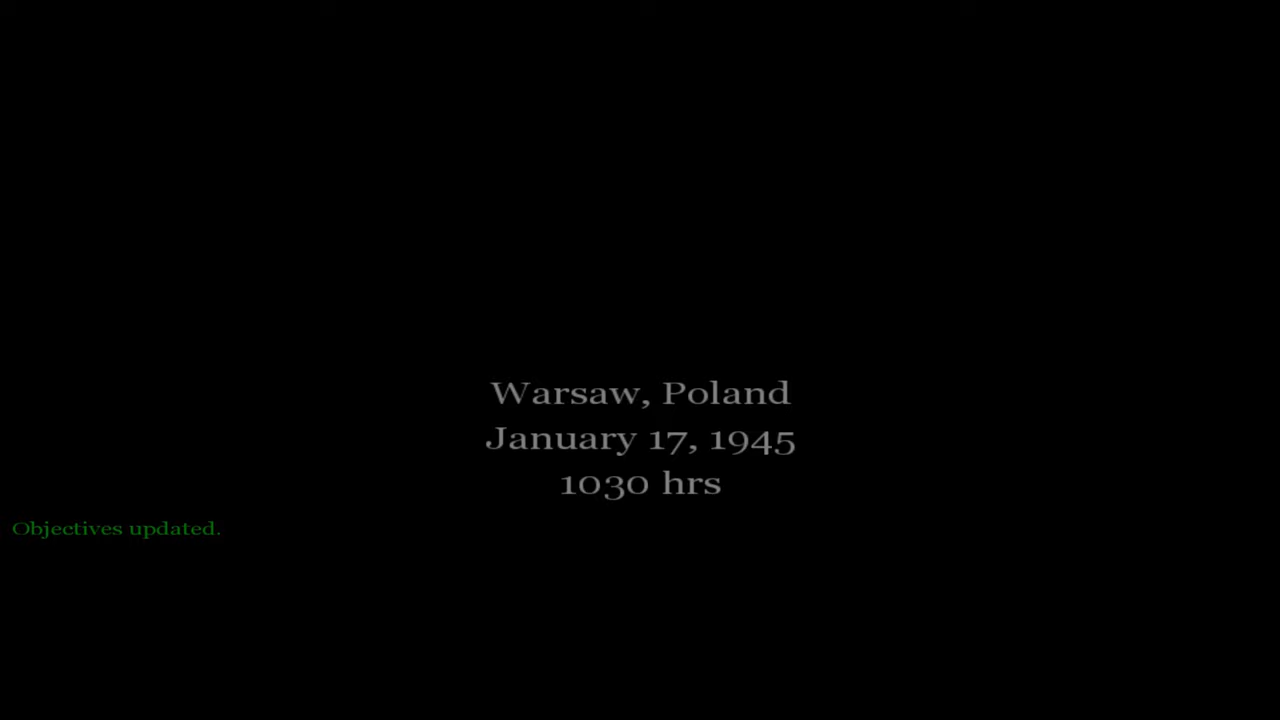 Warsaw, Poland
January 17, 1945
1030 hrs
Objectives updated.